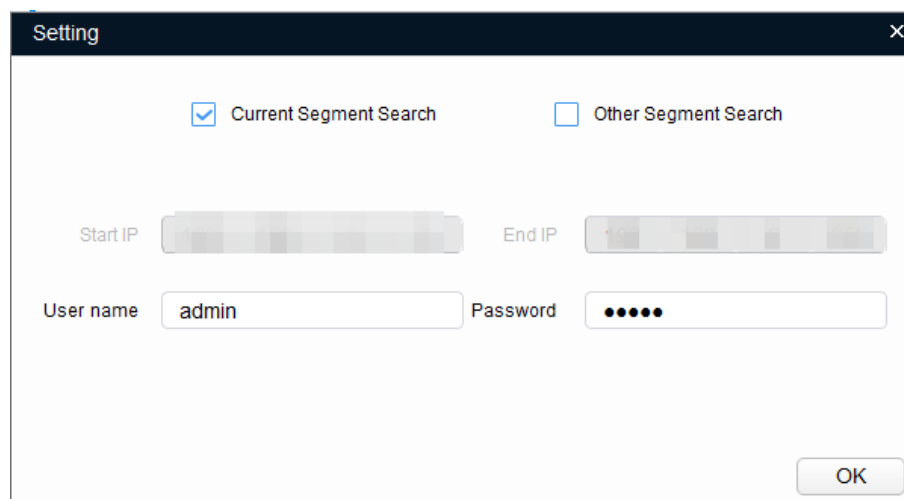 Setting
Current Segment Search Other Segment Search
Start IP End IP
User name admin Password •••••
OK